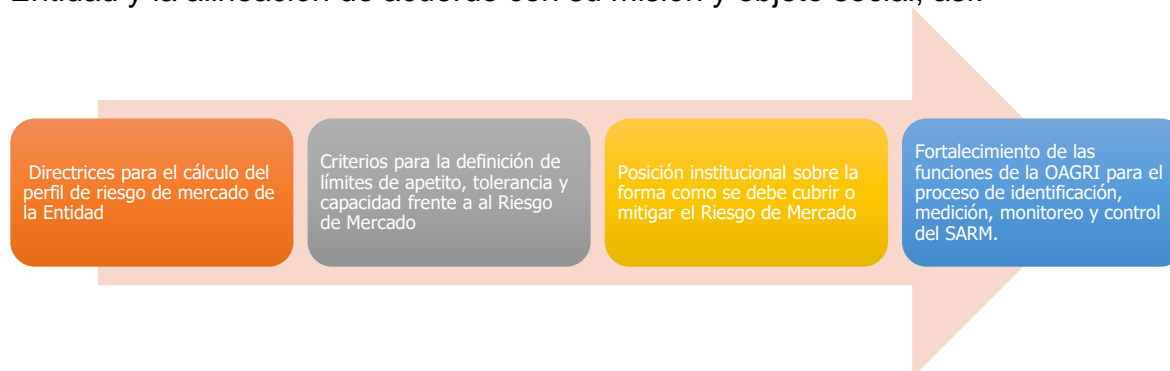 Entidad y la alineación de acuerdo con su misión y objeto social, así:
Directrices para el cálculo del
perfil de riesgo de mercado de
la Entidad
Criterios para la definición de
límites de apetito, tolerancia y
capacidad frente a al Riesgo
de Mercado
Posición institucional sobre la
forma como se debe cubrir o
mitigar el Riesgo de Mercado
Fortalecimiento de las
funciones de la OAGRI para el
proceso de identificación,
medición, monitoreo y control
del SARM.